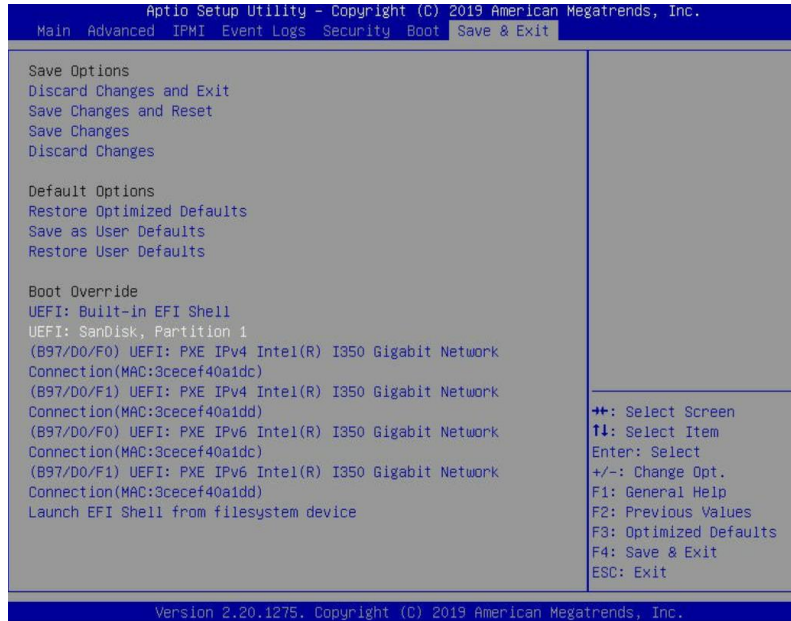 Aptio Setup Utility – Copyright (C) 2019 American Megatrends, Inc.
Main Advanced IPMI Event Logs Security Boot Save & Exit
Save Options
Discard Changes and Exit
Save Changes and Reset
Save Changes
Discard Changes
Default Options
Restore Optimized Defaults
Save as User Defaults
Restore User Defaults
Boot Override
UEFI: Built-in EFI Shell
UEFI: SanDisk, Partition 1
(B97/D0/F0) UEFI: PXE IPv4 Intel(R) I350 Gigabit Network
Connection(MAC:3cecef40a1dc)
(B97/D0/F1) UEFI: PXE IPv4 Intel(R) I350 Gigabit Network
Connection(MAC:3cecef40a1dd)
(B97/D0/F0) UEFI: PXE IPv6 Intel(R) I350 Gigabit Network
Connection(MAC:3cecef40a1dc)
(B97/D0/F1) UEFI: PXE IPv6 Intel(R) I350 Gigabit Network
Connection(MAC:3cecef40a1dd)
Launch EFI Shell from filesystem device
→←: Select Screen
↑↓: Select Item
Enter: Select
+/-: Change Opt.
F1: General Help
F2: Previous Values
F3: Optimized Defaults
F4: Save & Exit
ESC: Exit
Version 2.20.1275. Copyright (C) 2019 American Megatrends, Inc.